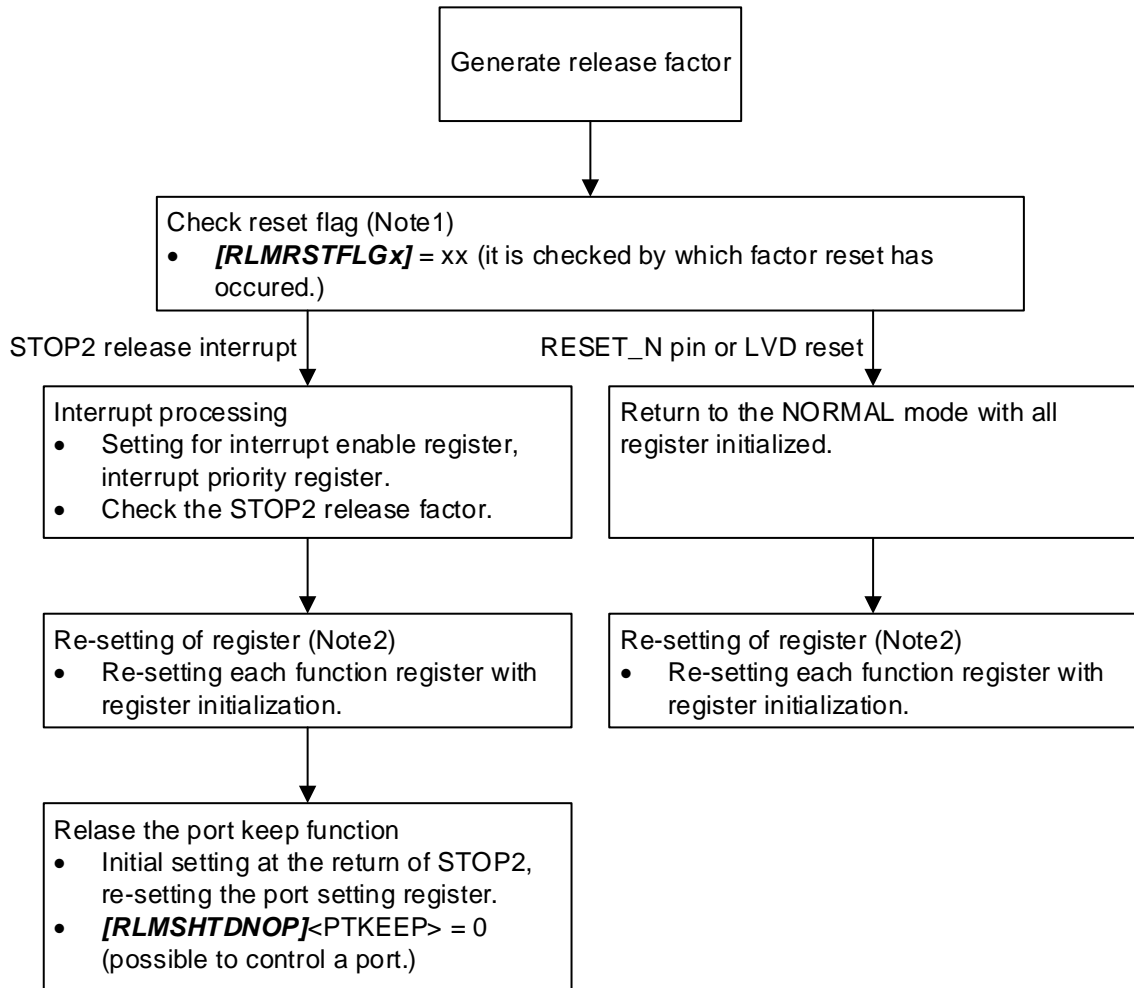 Generate release factor
Check reset flag (Note1)
• [RLMRSTFLGx] = xx (it is checked by which factor reset has
occured.)
STOP2 release interrupt
RESET_N pin or LVD reset
Interrupt processing
• Setting for interrupt enable register,
interrupt priority register.
• Check the STOP2 release factor.
Return to the NORMAL mode with all
register initialized.
Re-setting of register (Note2)
• Re-setting each function register with
register initialization.
Re-setting of register (Note2)
• Re-setting each function register with
register initialization.
Relase the port keep function
• Initial setting at the return of STOP2,
re-setting the port setting register.
• [RLMSHTDNOP]<PTKEEP> = 0
(possible to control a port.)